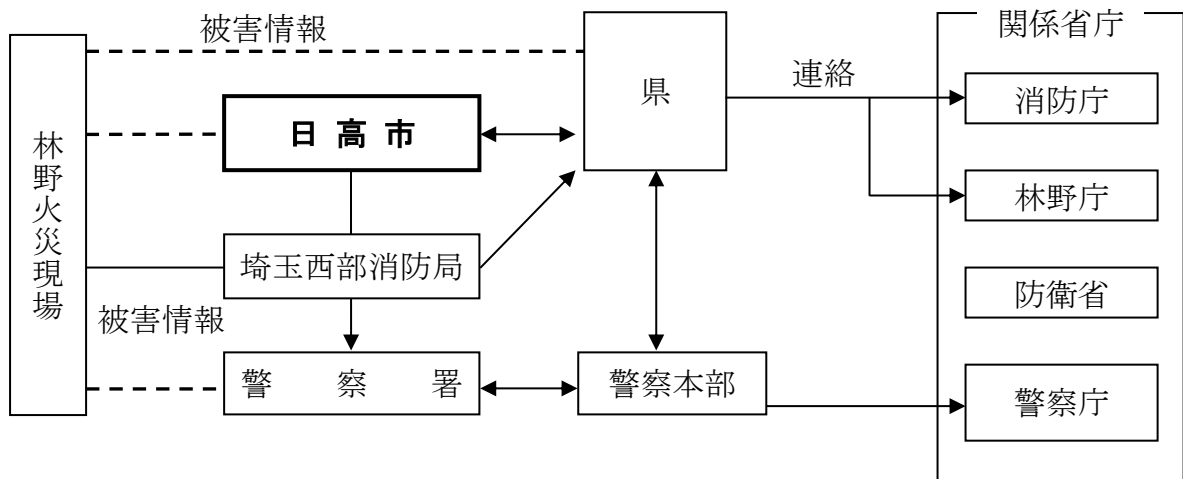 関係省庁
被害情報
県
連絡
消防庁
日高市
林野火災現場
林野庁
埼玉西部消防局
防衛省
被害情報
警察署
警察本部
警察庁